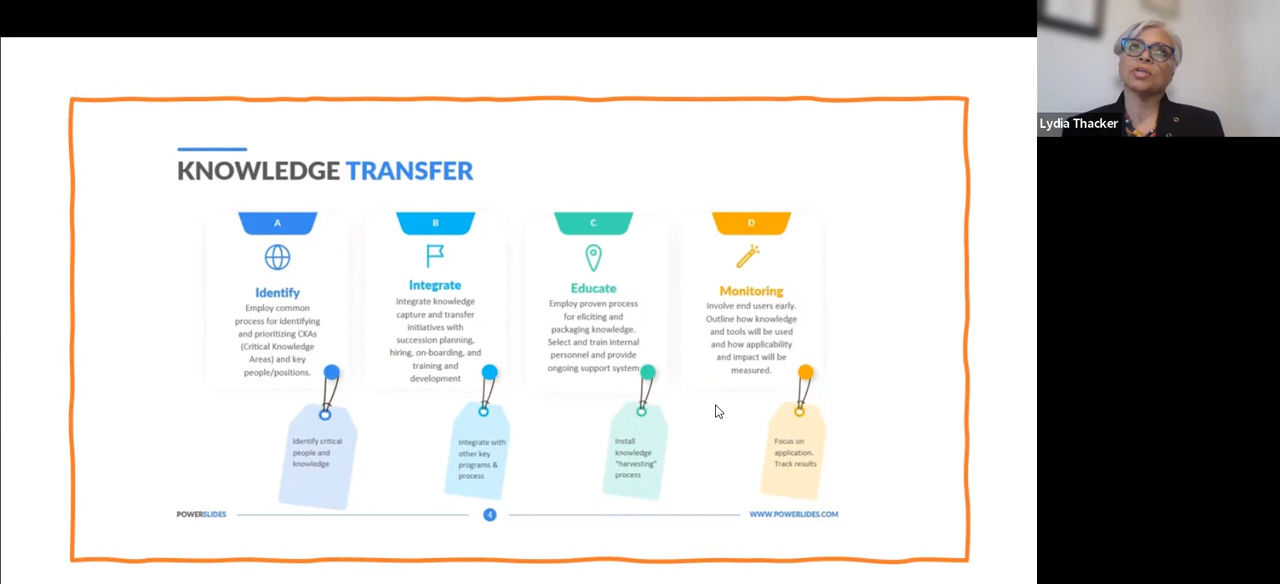 Lydia Thacker
KNOWLEDGE TRANSFER
A
Identify
Employ common
process for identifying
and prioritizing CKAs
(Critical Knowledge
Areas) and key
people/positions.
Identify critical
people and
knowledge
B
Integrate
Integrate knowledge
capture and transfer
initiatives with
succession planning,
hiring, on-boarding, and
training and
development
Integrate with
other key
programs &
process
C
Educate
Employ proven process
for eliciting and
packaging knowledge.
Select and train internal
personnel and provide
ongoing support system
Install
knowledge
"harvesting"
process
D
Monitoring
Involve end users early.
Outline how knowledge
and tools will be used
and how applicability
and impact will be
measured.
Focus on
application.
Track results
POWERSLIDES
4
WWW.POWERLIDES.COM